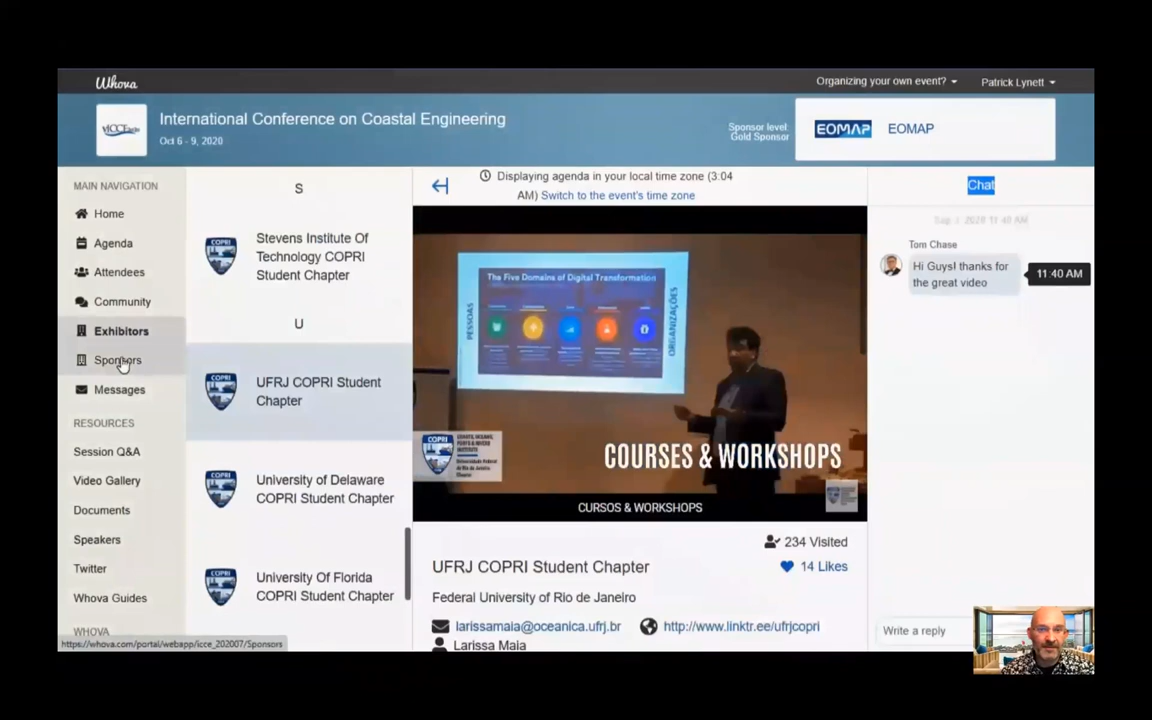 Whova
Organizing your own event?
Patrick Lynett
International Conference on Coastal Engineering
Oct 6 - 9, 2020
Sponsor level:
Gold Sponsor
EOMAP
EOMAP
MAIN NAVIGATION
Home
Agenda
Attendees
Community
Exhibitors
Sponsors
Messages
RESOURCES
Session Q&A
Video Gallery
Documents
Speakers
Twitter
Whova Guides
WHOVA
https://whova.com/portal/webapp/icce_202007/Sponsors
S
COPRI
Stevens Institute Of
Technology COPRI
Student Chapter
U
COPRI
UFRJ COPRI Student
Chapter
COPRI
University of Delaware
COPRI Student Chapter
COPRI
University Of Florida
COPRI Student Chapter
Displaying agenda in your local time zone (3:04
AM) Switch to the event's time zone
The Five Domains of Digital Transformation
PESSOAS
ORGANIZAÇÕES
COPRI
COURSES & WORKSHOPS
CURSOS & WORKSHOPS
234 Visited
14 Likes
UFRJ COPRI Student Chapter
Federal University of Rio de Janeiro
larissamaia@oceanica.ufrj.br
http://www.linktr.ee/ufrjcopri
Larissa Maia
Chat
Tom Chase
Hi Guys! thanks for
the great video
11:40 AM
Write a reply